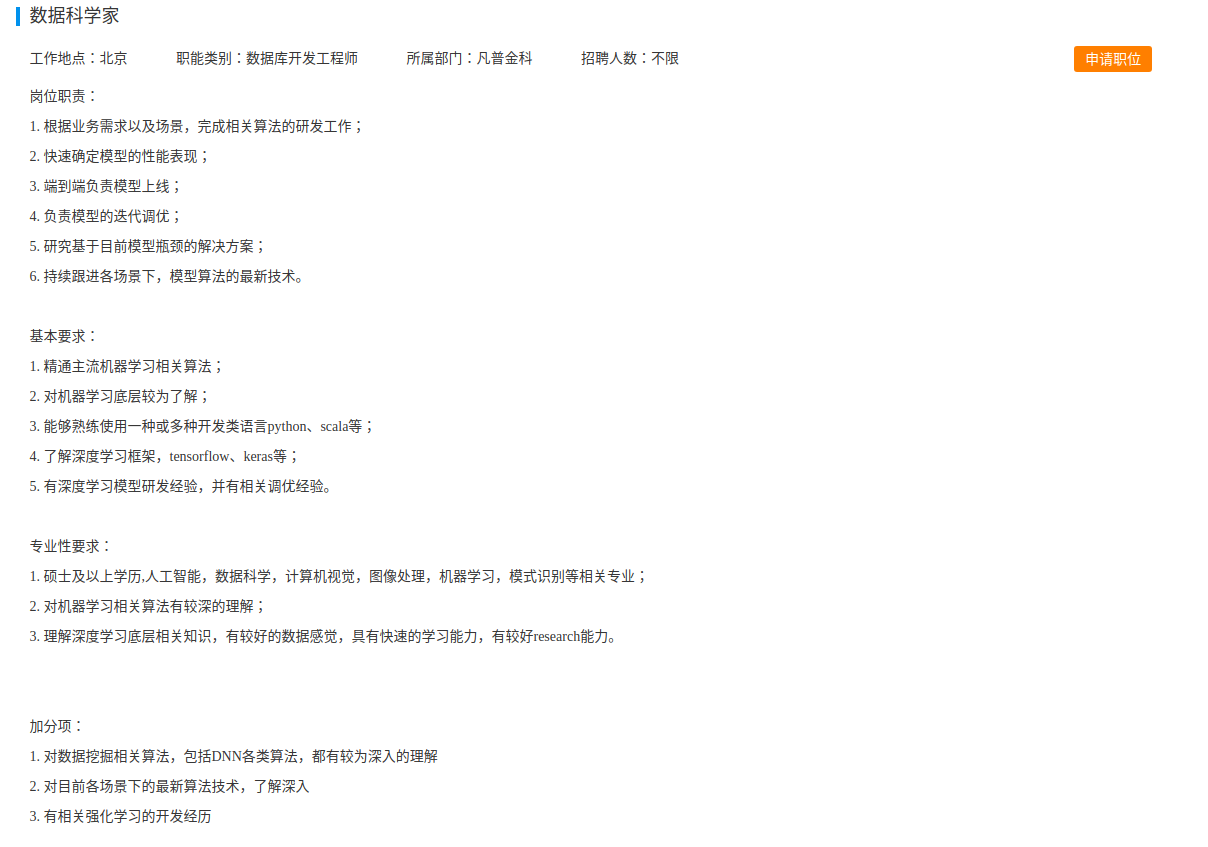 数据科学家
工作地点：北京 职能类别：数据库开发工程师 所属部门：凡普金科 招聘人数：不限 申请职位
岗位职责：
1. 根据业务需求以及场景，完成相关算法的研发工作；
2. 快速确定模型的性能表现；
3. 端到端负责模型上线；
4. 负责模型的迭代调优；
5. 研究基于目前模型瓶颈的解决方案；
6. 持续跟进各场景下，模型算法的最新技术。
基本要求：
1. 精通主流机器学习相关算法；
2. 对机器学习底层较为了解；
3. 能够熟练使用一种或多种开发类语言python、scala等；
4. 了解深度学习框架，tensorflow、keras等；
5. 有深度学习模型研发经验，并有相关调优经验。
专业性要求：
1. 硕士及以上学历,人工智能，数据科学，计算机视觉，图像处理，机器学习，模式识别等相关专业；
2. 对机器学习相关算法有较深的理解；
3. 理解深度学习底层相关知识，有较好的数据感觉，具有快速的学习能力，有较好research能力。
加分项：
1. 对数据挖掘相关算法，包括DNN各类算法，都有较为深入的理解
2. 对目前各场景下的最新算法技术，了解深入
3. 有相关强化学习的开发经历